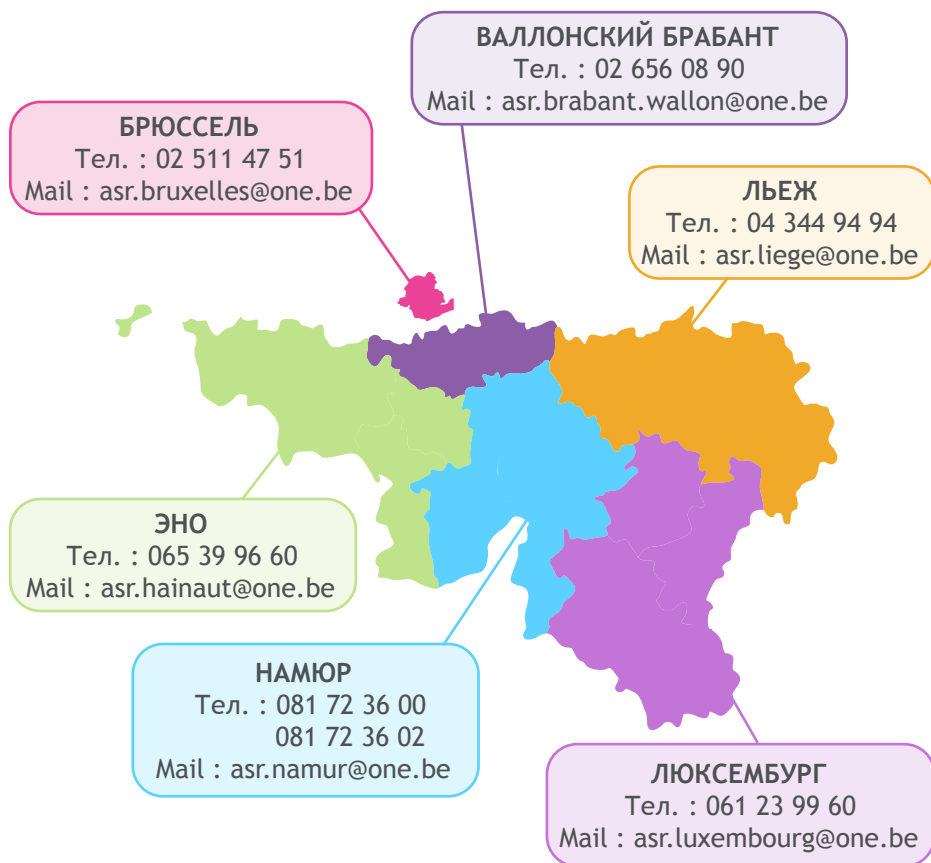 ВАЛЛОНСКИЙ БРАБАНТ
Тел. : 02 656 08 90
Mail : asr.brabant.wallon@one.be
БРЮССЕЛЬ
Тел. : 02 511 47 51
Mail : asr.bruxelles@one.be
ЛЬЕЖ
Тел. : 04 344 94 94
Mail : asr.liege@one.be
ЭНО
Тел. : 065 39 96 60
Mail : asr.hainaut@one.be
НАМЮР
Тел. : 081 72 36 00
081 72 36 02
Mail : asr.namur@one.be
ЛЮКСЕМБУРГ
Тел. : 061 23 99 60
Mail : asr.luxembourg@one.be